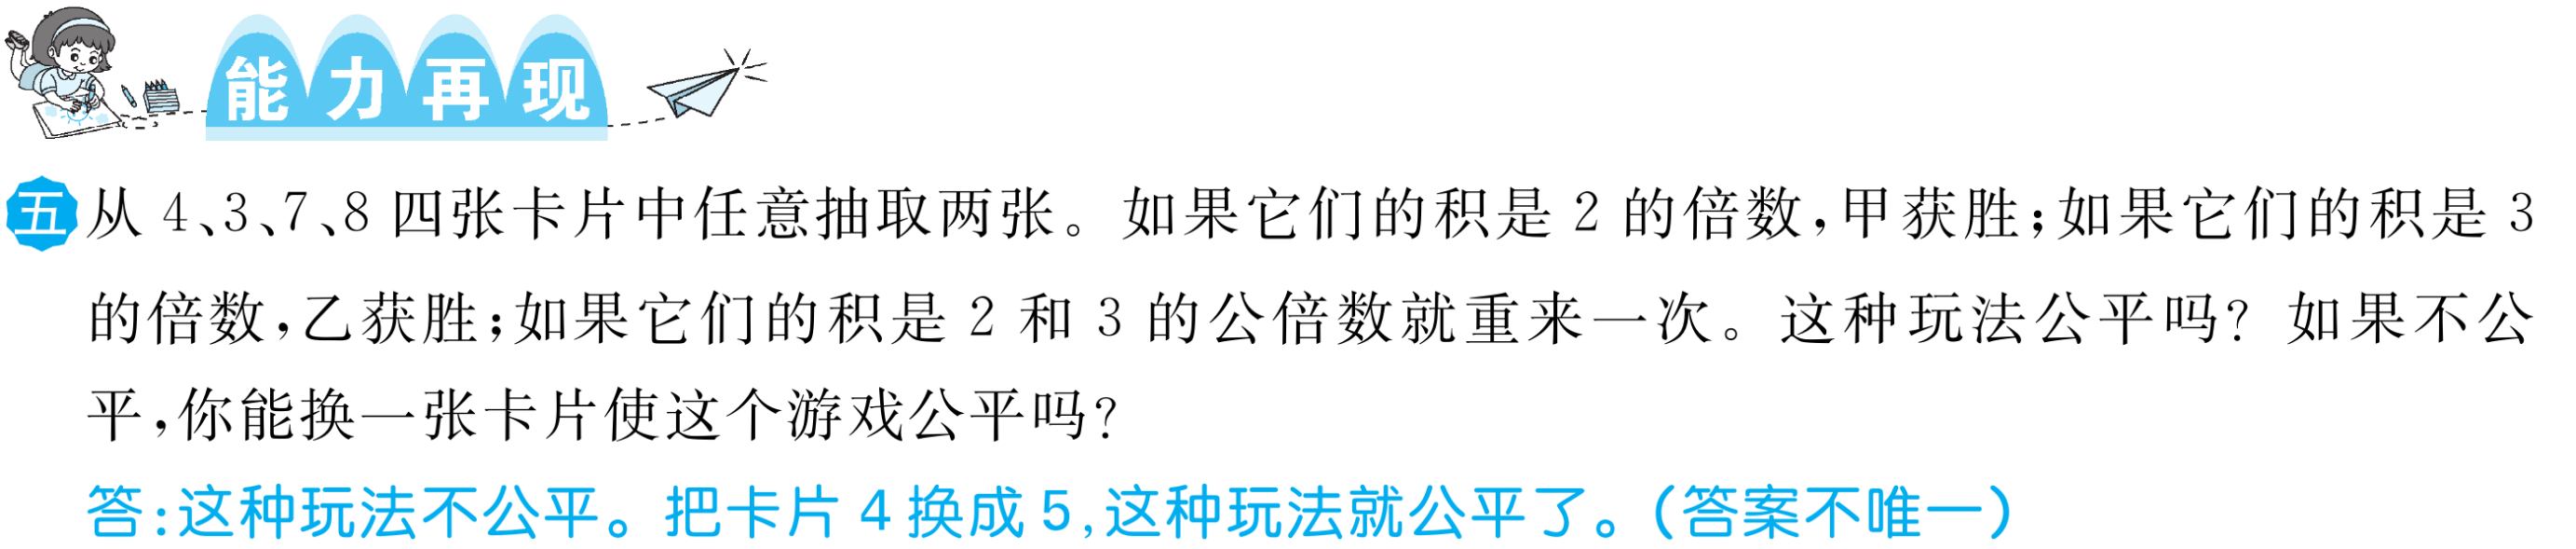 能力再现
五 从 4、3、7、8 四张卡片中任意抽取两张。如果它们的积是 2 的倍数,甲获胜;如果它们的积是 3
的倍数,乙获胜;如果它们的积是 2 和 3 的公倍数就重来一次。这种玩法公平吗? 如果不公
平,你能换一张卡片使这个游戏公平吗?
答:这种玩法不公平。把卡片 4 换成 5,这种玩法就公平了。(答案不唯一)